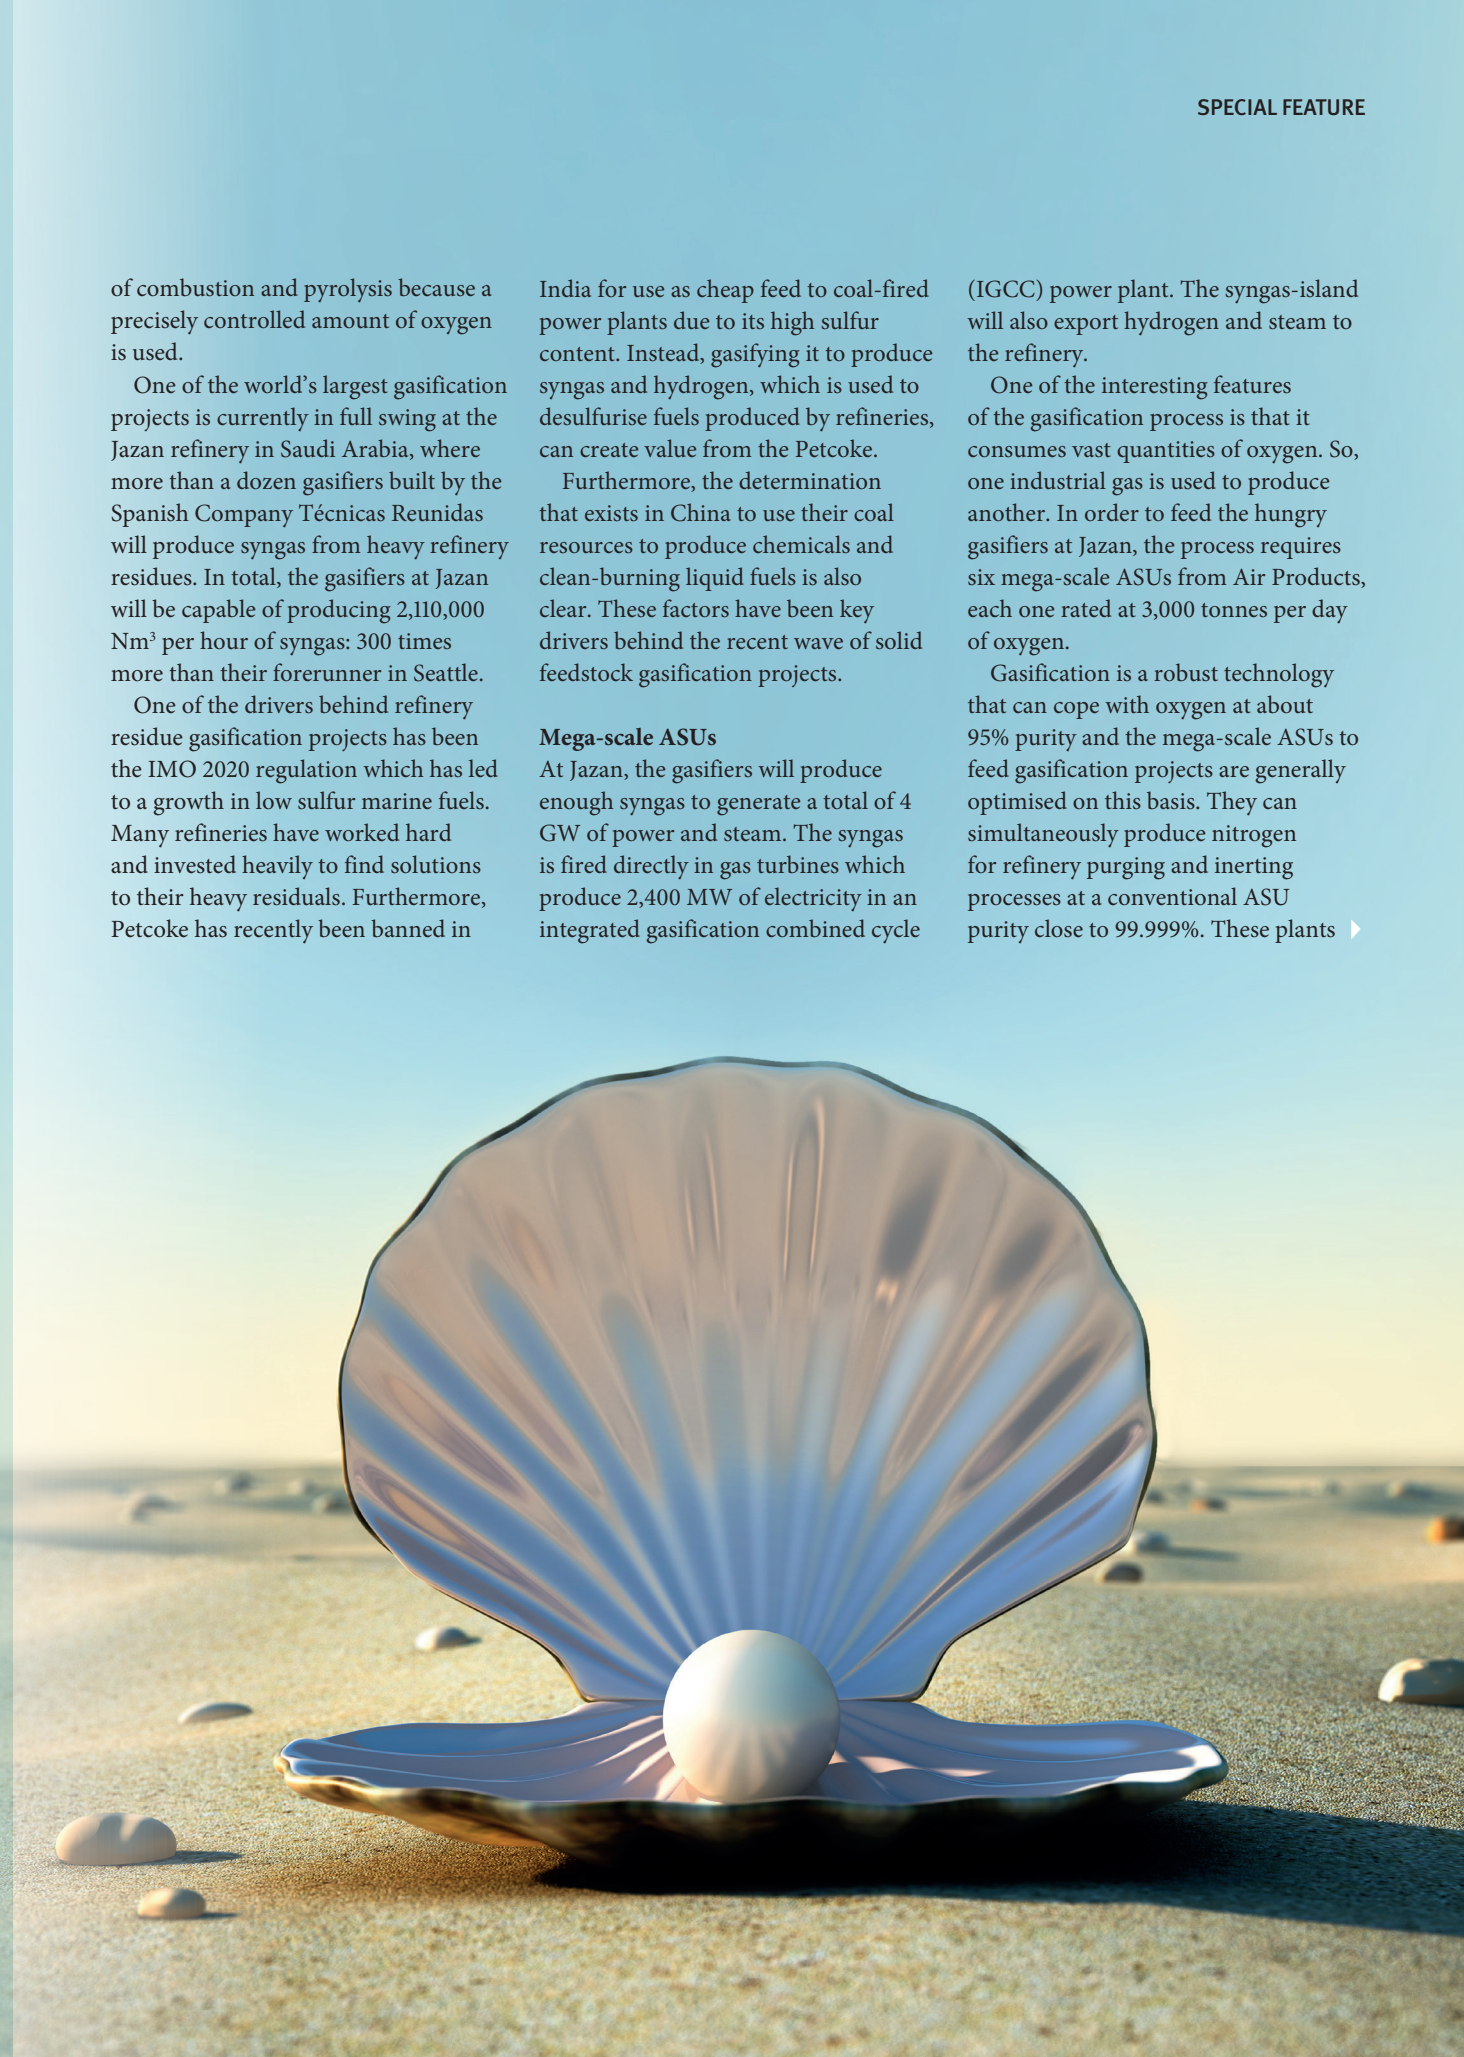 SPECIAL FEATURE
of combustion and pyrolysis because a
precisely controlled amount of oxygen
is used.
One of the world's largest gasification
projects is currently in full swing at the
Jazan refinery in Saudi Arabia, where
more than a dozen gasifiers built by the
Spanish Company Técnicas Reunidas
will produce syngas from heavy refinery
residues. In total, the gasifiers at Jazan
will be capable of producing 2,110,000
Nm³ per hour of syngas: 300 times
more than their forerunner in Seattle.
One of the drivers behind refinery
residue gasification projects has been
the IMO 2020 regulation which has led
to a growth in low sulfur marine fuels.
Many refineries have worked hard
and invested heavily to find solutions
to their heavy residuals. Furthermore,
Petcoke has recently been banned in
India for use as cheap feed to coal-fired
power plants due to its high sulfur
content. Instead, gasifying it to produce
syngas and hydrogen, which is used to
desulfurise fuels produced by refineries,
can create value from the Petcoke.
Furthermore, the determination
that exists in China to use their coal
resources to produce chemicals and
clean-burning liquid fuels is also
clear. These factors have been key
drivers behind the recent wave of solid
feedstock gasification projects.
Mega-scale ASUs
At Jazan, the gasifiers will produce
enough syngas to generate a total of 4
GW of power and steam. The syngas
is fired directly in gas turbines which
produce 2,400 MW of electricity in an
integrated gasification combined cycle
(IGCC) power plant. The syngas-island
will also export hydrogen and steam to
the refinery.
One of the interesting features
of the gasification process is that it
consumes vast quantities of oxygen. So,
one industrial gas is used to produce
another. In order to feed the hungry
gasifiers at Jazan, the process requires
six mega-scale ASUs from Air Products,
each one rated at 3,000 tonnes per day
of oxygen.
Gasification is a robust technology
that can cope with oxygen at about
95% purity and the mega-scale ASUs to
feed gasification projects are generally
optimised on this basis. They can
simultaneously produce nitrogen
for refinery purging and inerting
processes at a conventional ASU
purity close to 99.999%. These plants